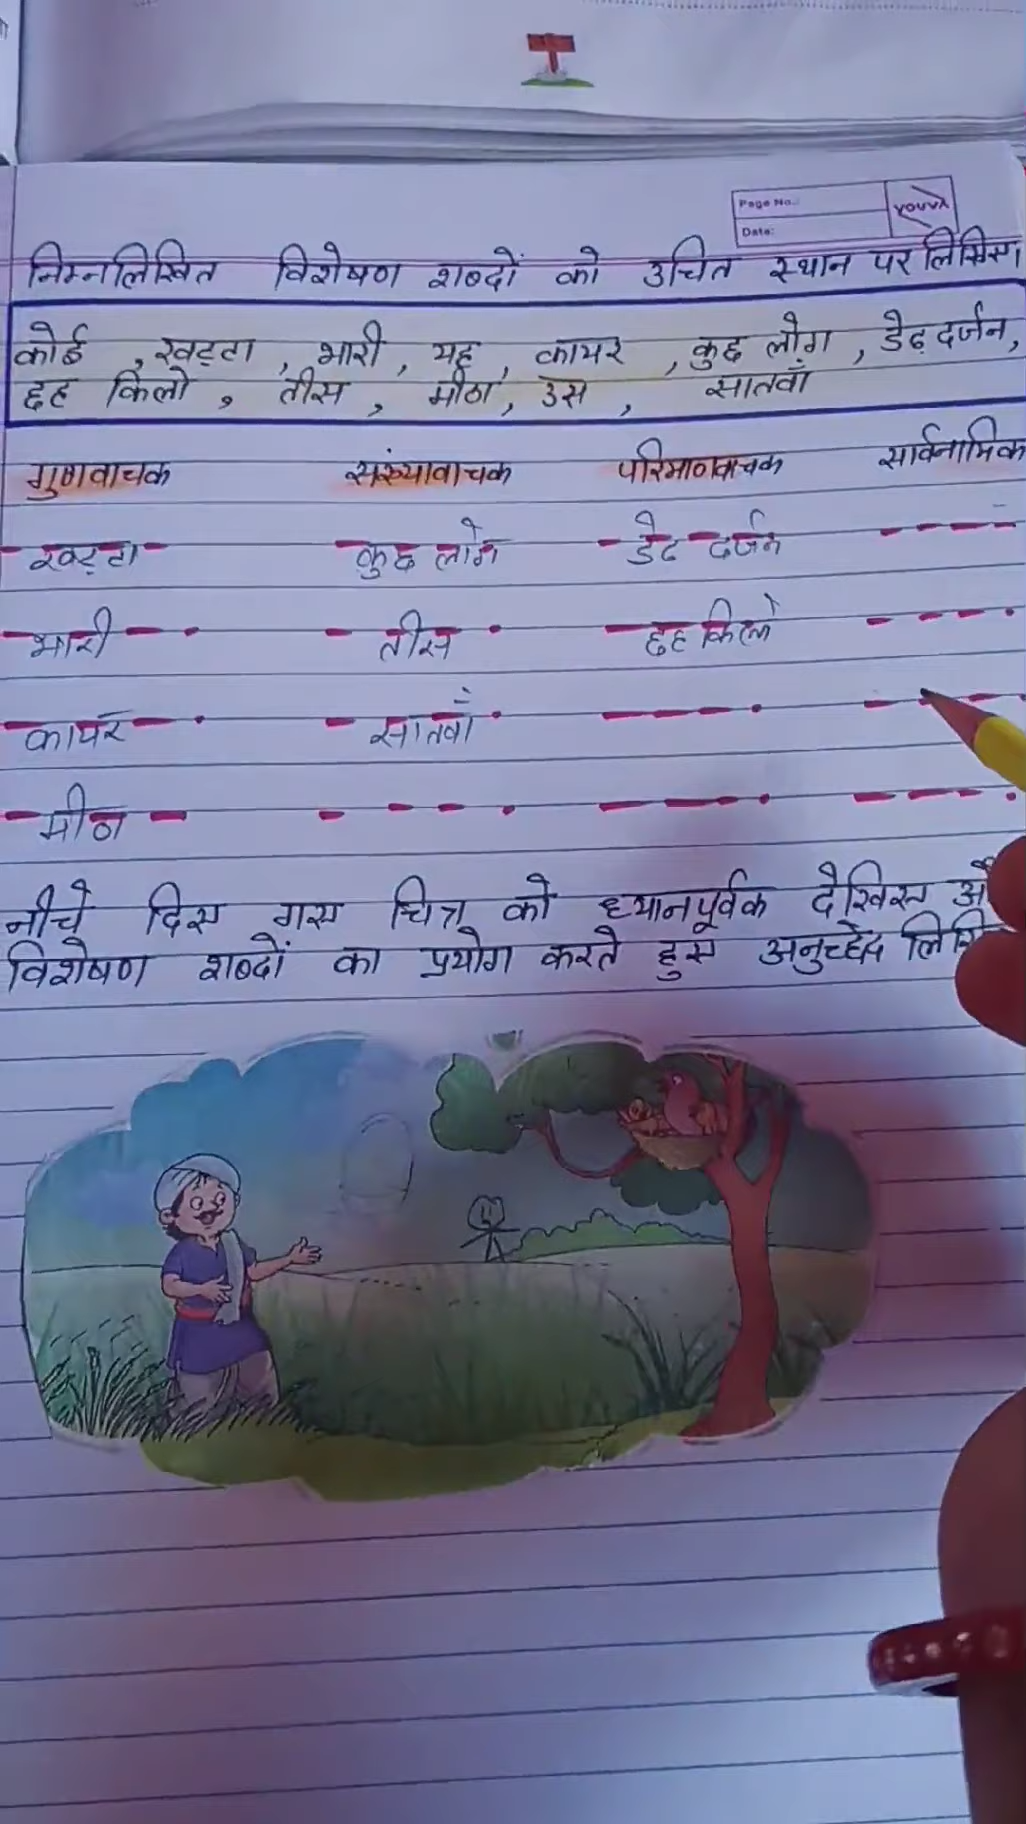 Page No.:
youva
Date:
निम्नलिखित विशेषण शब्दों को उचित स्थान पर लिखिए।
कोई , खट्टा , भारी , यह , कायर , कुछ लोग , डेढ़ दर्जन,
छह किलो , तीस , मीठा , उस , सातवाँ
गुणवाचक संख्यावाचक परिमाणवाचक सार्वनामिक
खट्टा कुछ लोग डेढ दर्जन
भारी तीस छह किलो
कायर सातवाँ
मीठा
नीचे दिए गए चित्र को ध्यानपूर्वक देखिए
विशेषण शब्दों का प्रयोग करते हुए अनुच्छेद